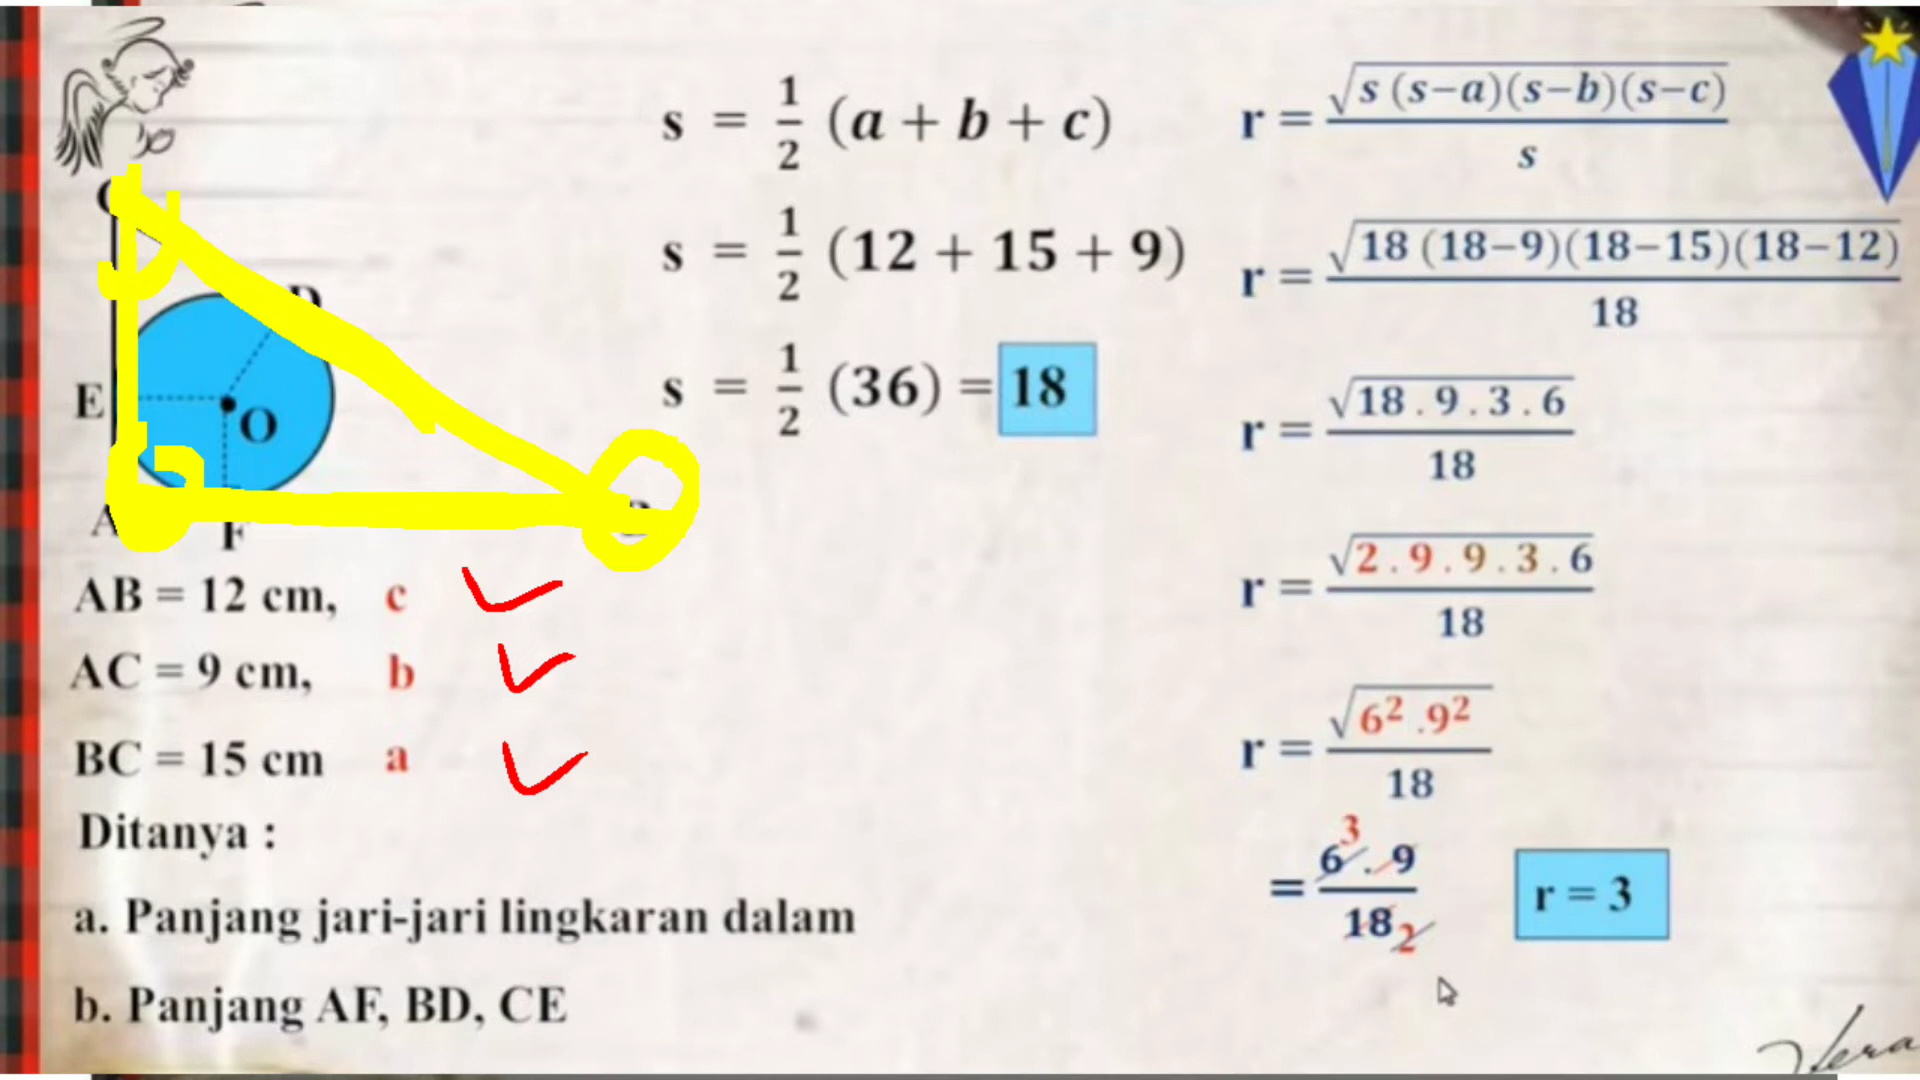 E
O
A
F
AB = 12 cm, c
AC = 9 cm, b
BC = 15 cm a
Ditanya :
a. Panjang jari-jari lingkaran dalam
b. Panjang AF, BD, CE
s = 1/2 (a + b + c)
s = 1/2 (12 + 15 + 9)
s = 1/2 (36) = 18
r = √s (s−a)(s−b)(s−c) / s
r = √18 (18−9)(18−15)(18−12) / 18
r = √18 . 9 . 3 . 6 / 18
r = √2 . 9 . 9 . 3 . 6 / 18
r = √6² .9² / 18
= 6 3 . 9 / 18 2
r = 3